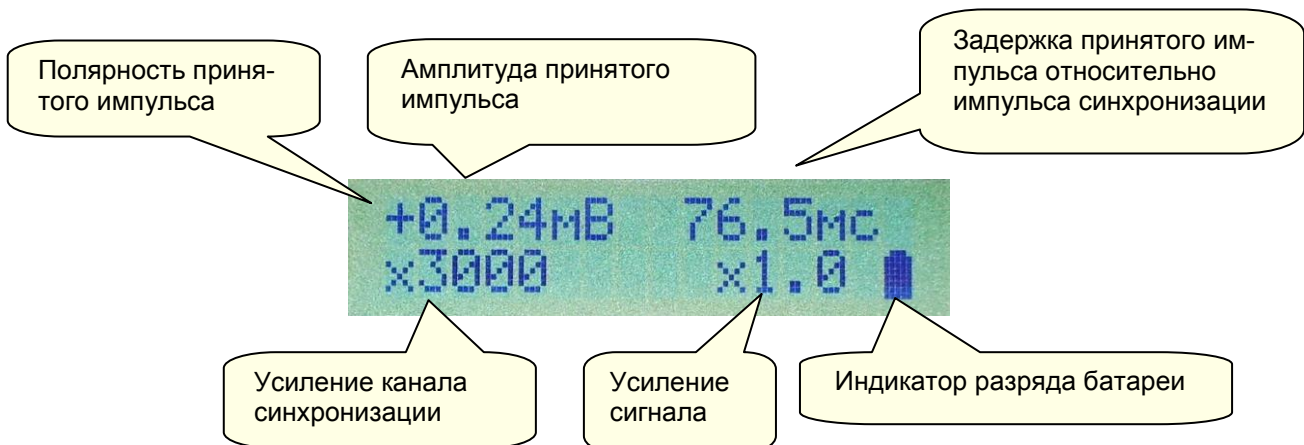 Полярность приня-
того импульса
Амплитуда принятого
импульса
Задержка принятого им-
пульса относительно
импульса синхронизации
+0.24мВ 76.5мс
x3000 x1.0
Усиление канала
синхронизации
Усиление
сигнала
Индикатор разряда батареи